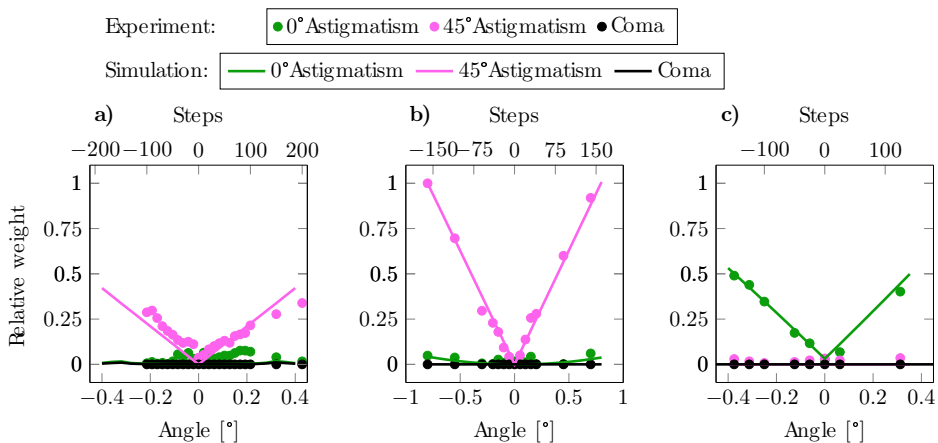 Experiment: 0°Astigmatism 45°Astigmatism Coma
Simulation: 0°Astigmatism 45°Astigmatism Coma
a) Steps b) Steps c) Steps
−200 −100 0 100 200 −150 −75 0 75 150 −100 0 100
1 1 1
0.75 0.75 0.75
0.5 0.5 0.5
0.25 0.25 0.25
0 0 0
Relative weight
−0.4 −0.2 0 0.2 0.4 −1 −0.5 0 0.5 1 −0.4 −0.2 0 0.2 0.4
Angle [°] Angle [°] Angle [°]